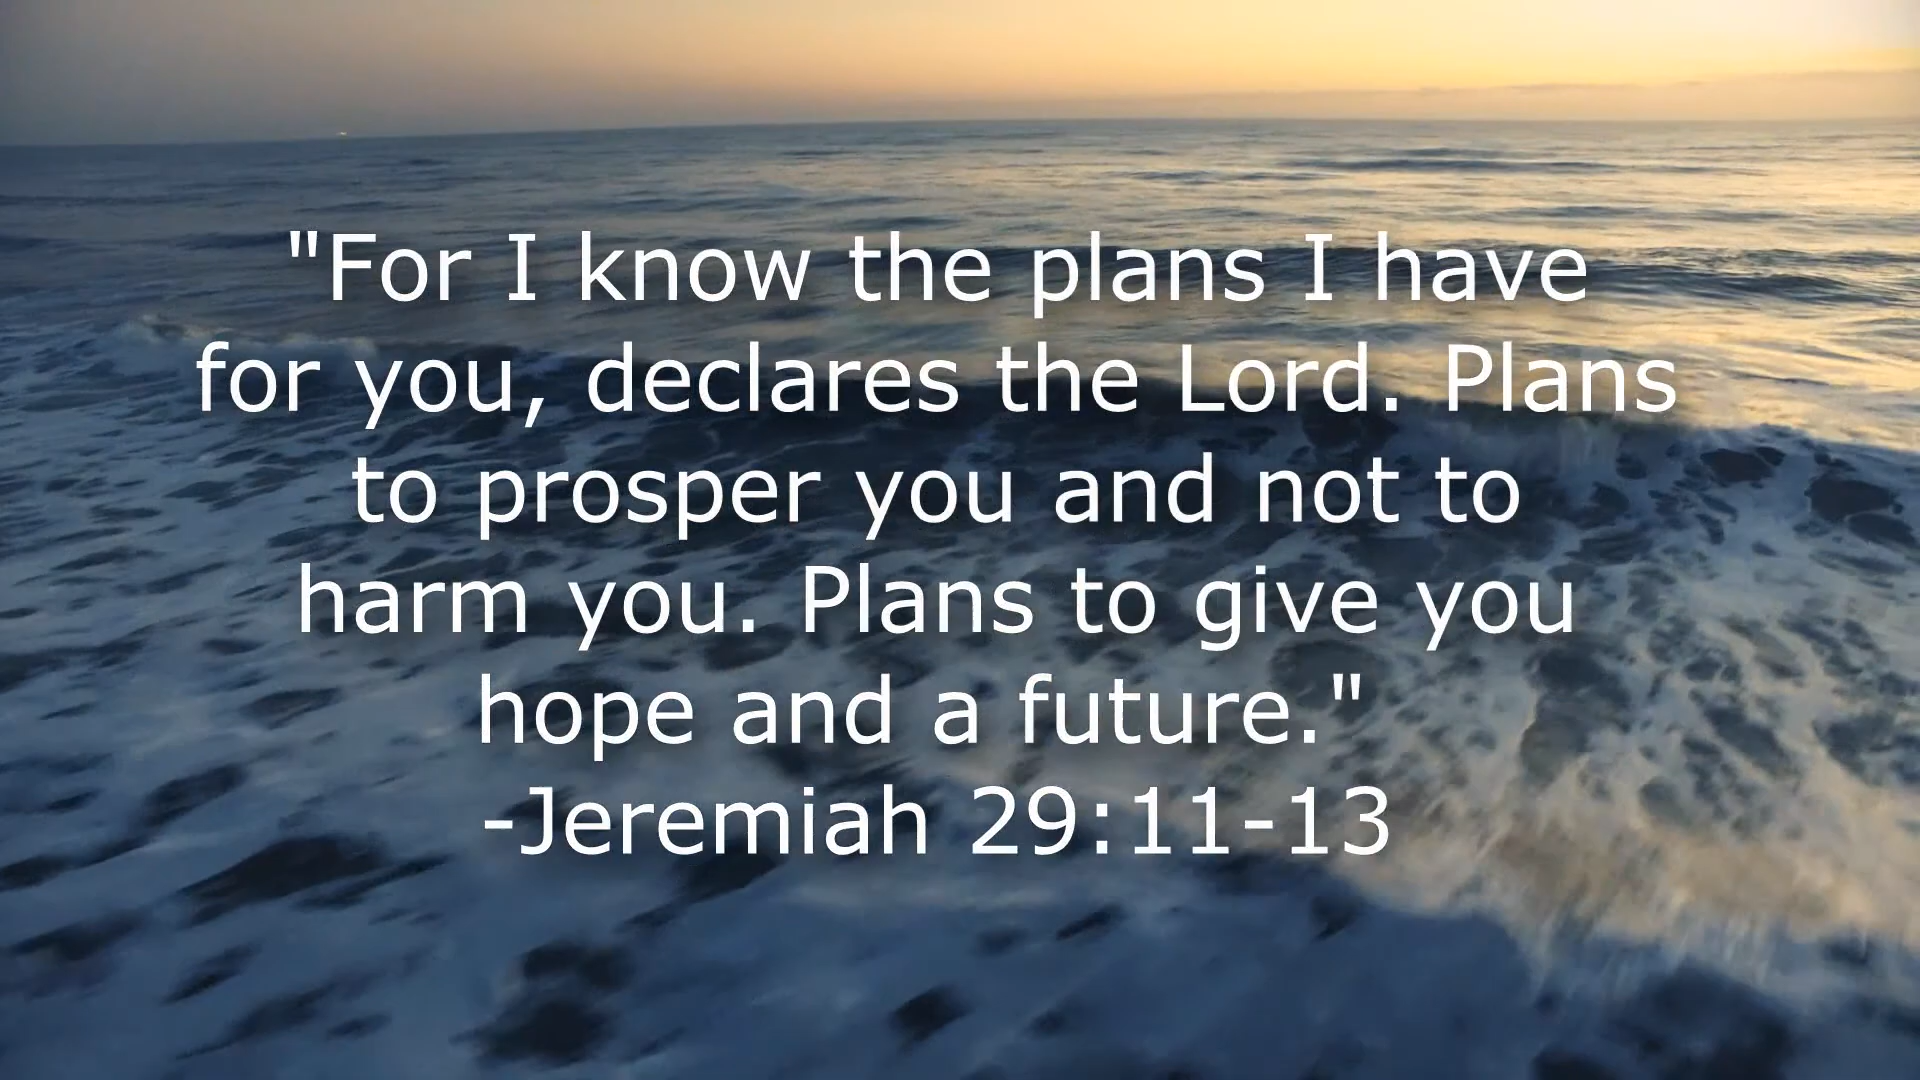 "For I know the plans I have
for you, declares the Lord. Plans
to prosper you and not to
harm you. Plans to give you
hope and a future."
-Jeremiah 29:11-13